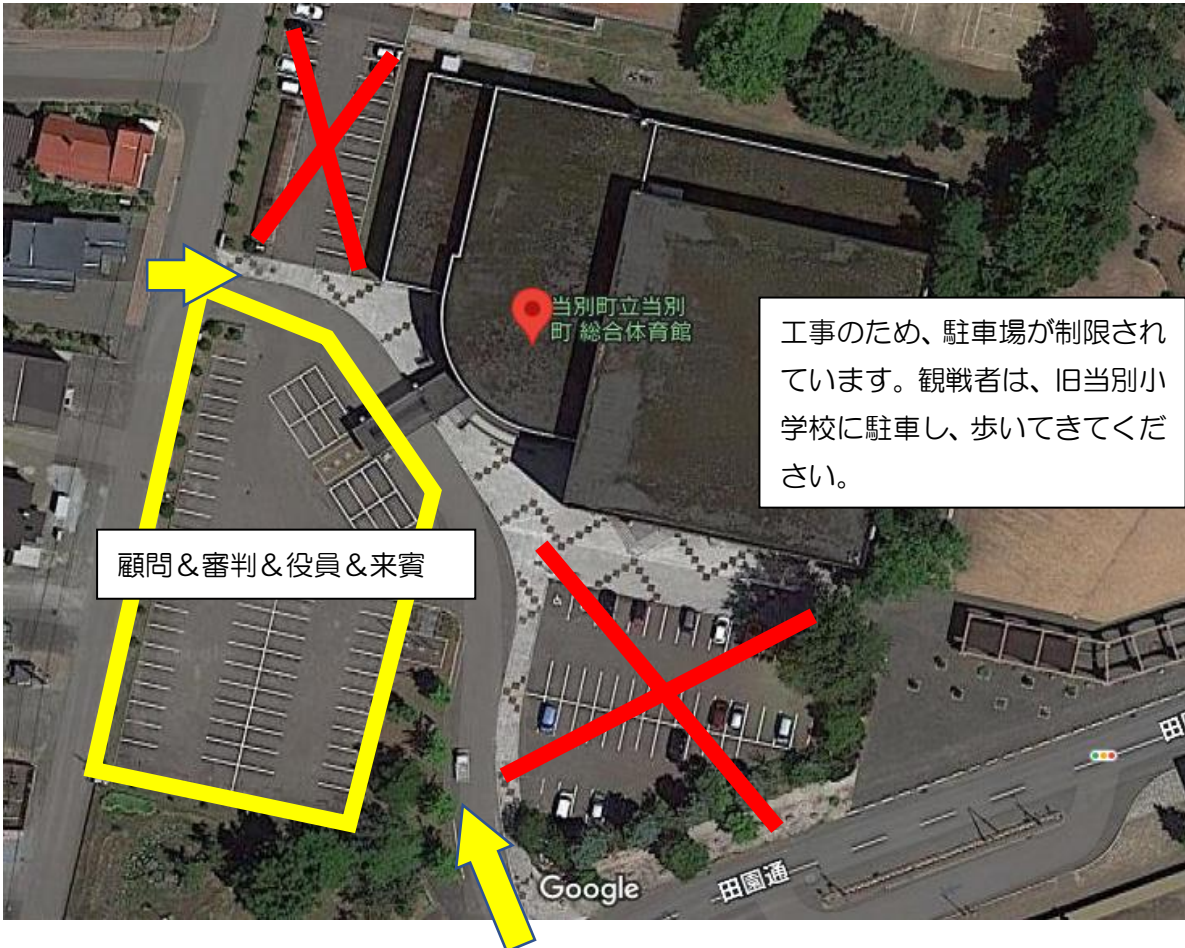 当別町立当別
町 総合体育館
工事のため、駐車場が制限され
ています。観戦者は、旧当別小
学校に駐車し、歩いてきてくだ
さい。
顧問＆審判＆役員＆来賓
田園
Google
田園通